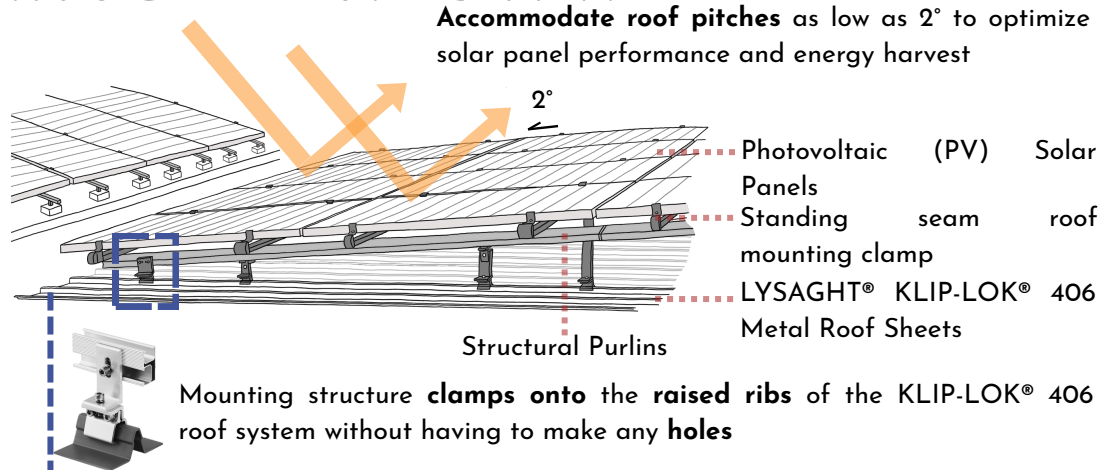 Accommodate roof pitches as low as 2° to optimize
solar panel performance and energy harvest
2°
Photovoltaic (PV) Solar
Panels
Standing seam roof
mounting clamp
LYSAGHT® KLIP-LOK® 406
Metal Roof Sheets
Structural Purlins
Mounting structure clamps onto the raised ribs of the KLIP-LOK® 406
roof system without having to make any holes